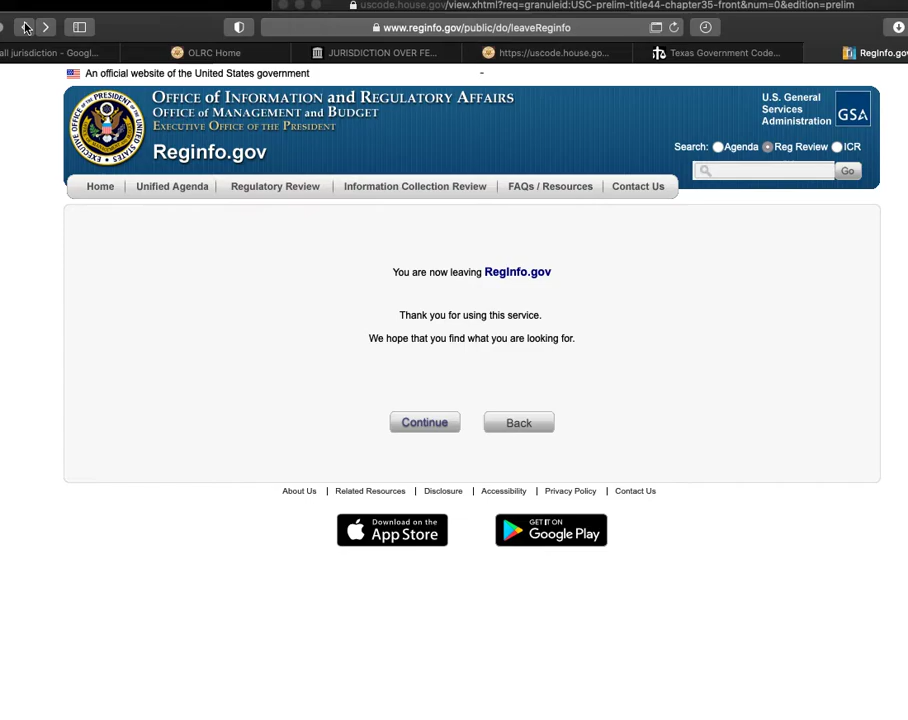 uscode.house.gov/view.xhtml?req=granuleid:USC-prelim-title44-chapter35-front&num=0&edition=prelim
www.reginfo.gov/public/do/leaveReginfo
all jurisdiction - Googl...
OLRC Home
JURISDICTION OVER FE...
https://uscode.house.go...
Texas Government Code...
Reginfo.gov
An official website of the United States government
OFFICE OF INFORMATION AND REGULATORY AFFAIRS
OFFICE OF MANAGEMENT AND BUDGET
EXECUTIVE OFFICE OF THE PRESIDENT
Reginfo.gov
U.S. General
Services
Administration
GSA
Search: Agenda Reg Review ICR
Go
Home Unified Agenda Regulatory Review Information Collection Review FAQs / Resources Contact Us
You are now leaving RegInfo.gov
Thank you for using this service.
We hope that you find what you are looking for.
Continue Back
About Us | Related Resources | Disclosure | Accessibility | Privacy Policy | Contact Us
Download on the
App Store
GET IT ON
Google Play